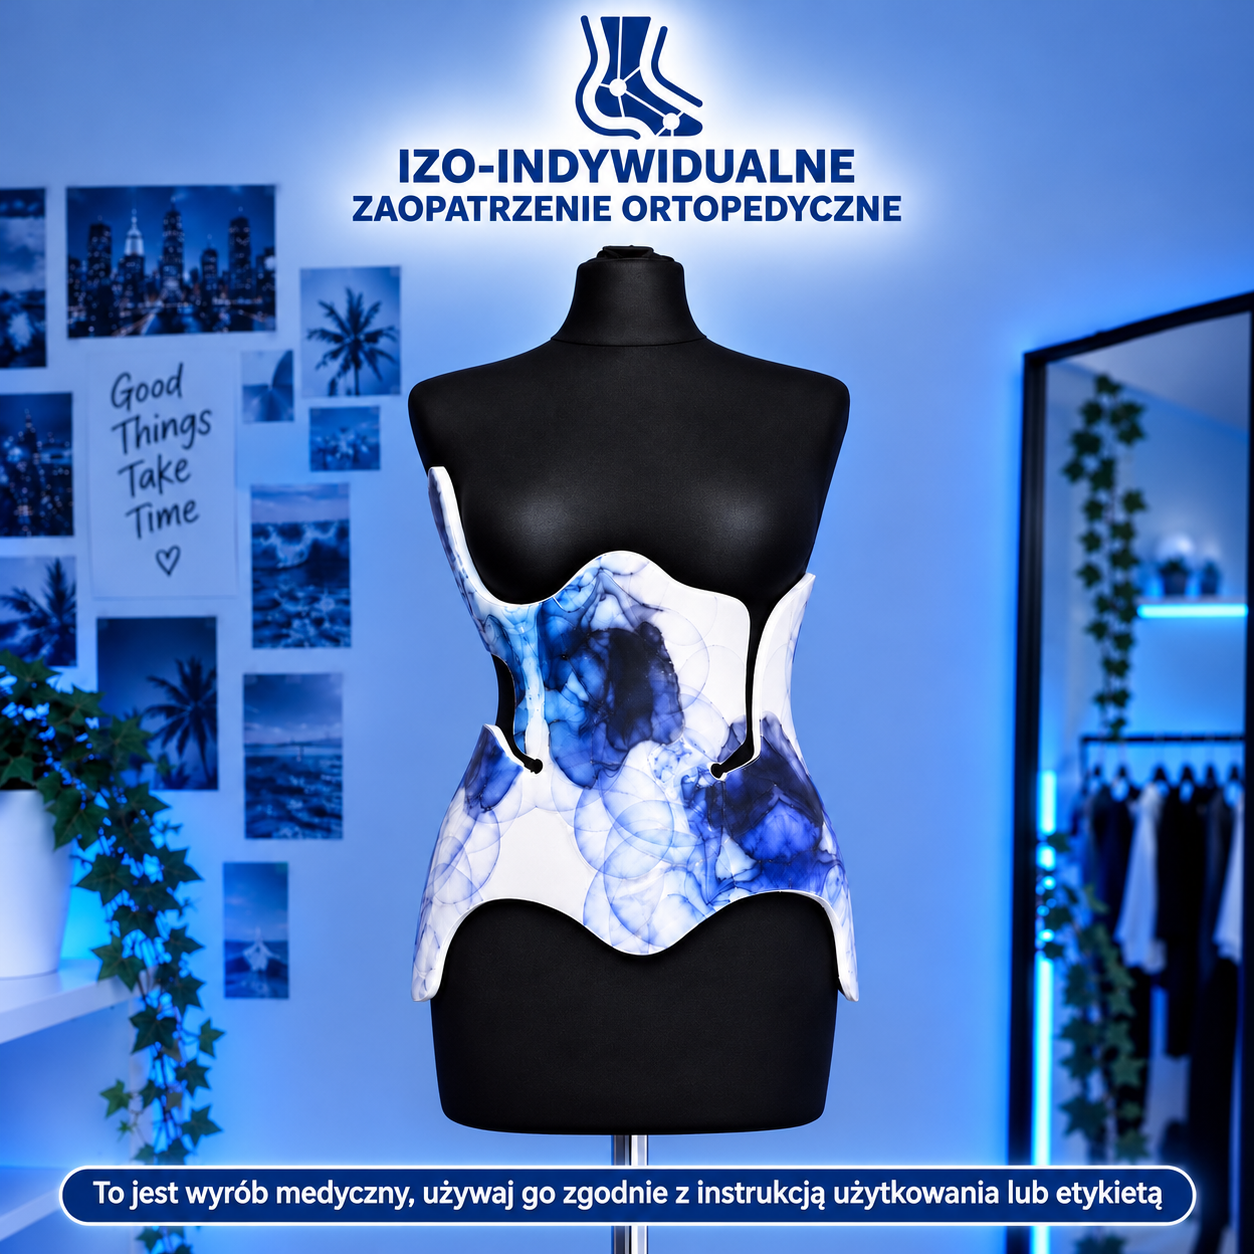 IZO-INDYWIDUALNE
ZAOPATRZENIE ORTOPEDYCZNE
Good
Things
Take
Time
To jest wyrób medyczny, używaj go zgodnie z instrukcją użytkowania lub etykietą